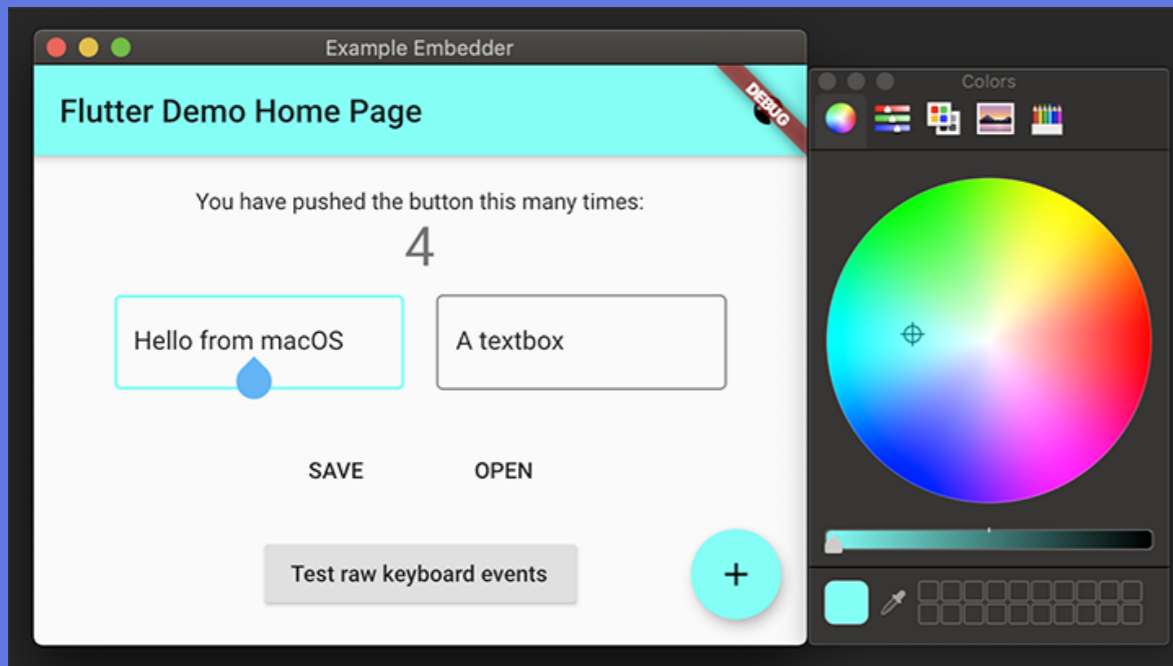 Example Embedder
Flutter Demo Home Page
DEBUG
You have pushed the button this many times:
4
Hello from macOS
A textbox
SAVE
OPEN
Test raw keyboard events
+
Colors